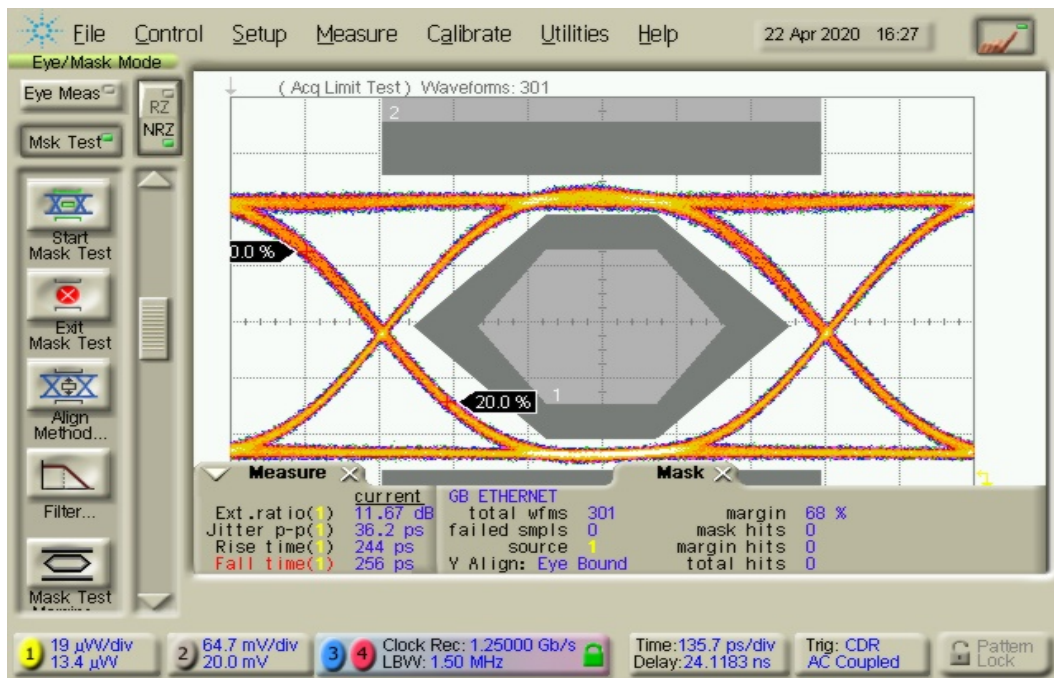 File Control Setup Measure Calibrate Utilities Help 22 Apr 2020 16:27
Eye/Mask Mode
Eye Meas
RZ
NRZ
Msk Test
Start
Mask Test
Exit
Mask Test
Align
Method...
Filter...
Mask Test
( Acq Limit Test ) Waveforms: 301
2
0.0 %
20.0 %
1
Measure
Mask
current
Ext.ratio(1) 11.67 dB
Jitter p-p(1) 36.2 ps
Rise time(1) 244 ps
Fall time(1) 256 ps
GB ETHERNET
total wfms 301 margin 68 %
failed smpls 0 mask hits 0
source 1 margin hits 0
Y Align: Eye Bound total hits 0
1 19 µW/div
13.4 µW
2 64.7 mV/div
20.0 mV
3 4 Clock Rec: 1.25000 Gb/s
LBW: 1.50 MHz
Time:135.7 ps/div
Delay:24.1183 ns
Trig: CDR
AC Coupled
Pattern
Lock